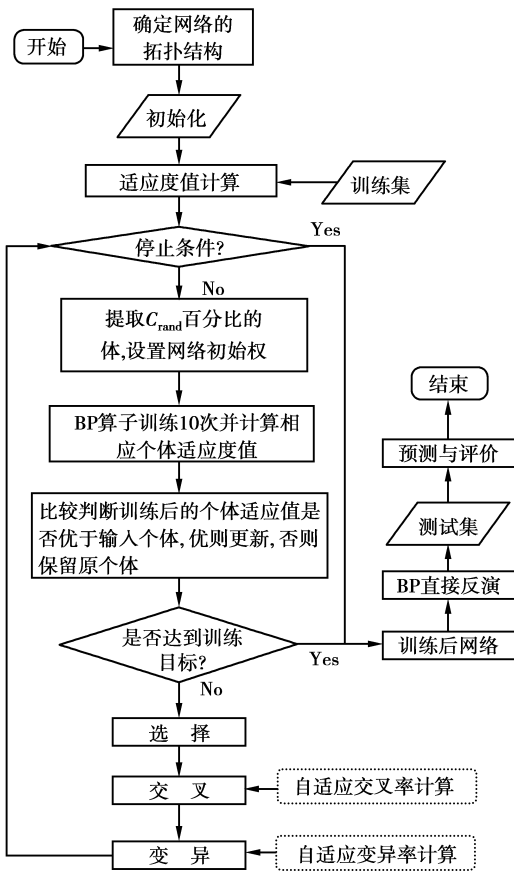 开始
确定网络的
拓扑结构
初始化
适应度值计算
训练集
停止条件?
Yes
No
提取Crand百分比的
体,设置网络初始权
BP算子训练10次并计算相
应个体适应度值
比较判断训练后的个体适应值是
否优于输入个体,优则更新,否则
保留原个体
是否达到训练
目标?
Yes
No
选 择
交 叉
自适应交叉率计算
变 异
自适应变异率计算
结束
预测与评价
测试集
BP直接反演
训练后网络